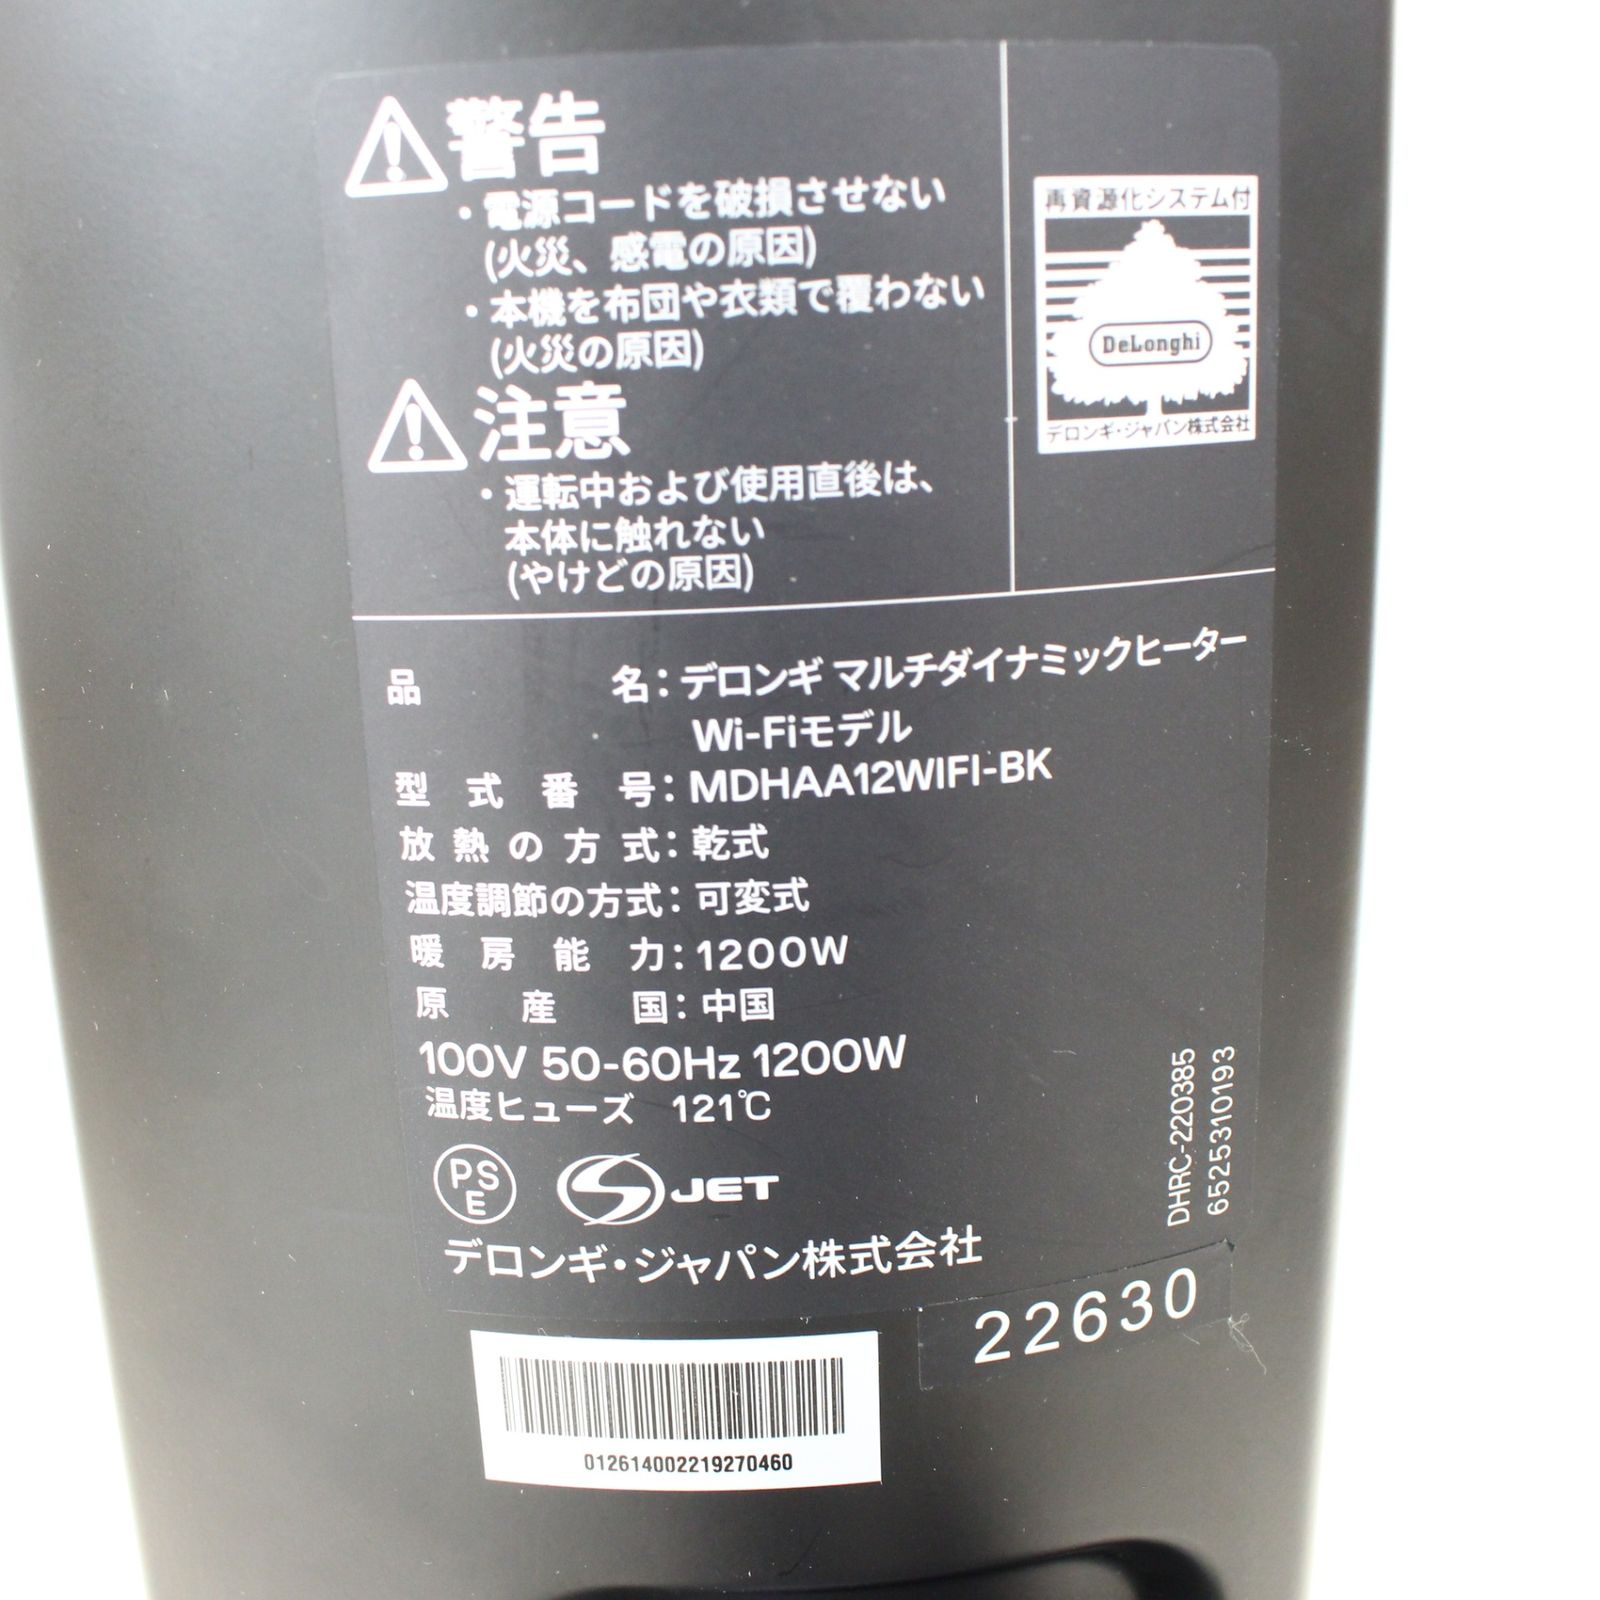 警告
・電源コードを破損させない
(火災、感電の原因)
・本機を布団や衣類で覆わない
(火災の原因)
注意
・運転中および使用直後は、
本体に触れない
(やけどの原因)
再資源化システム付
DeLonghi
デロンギ・ジャパン株式会社
品名：デロンギ マルチダイナミックヒーター
Wi-Fiモデル
型式番号：MDHAA12WIFI-BK
放熱の方式：乾式
温度調節の方式：可変式
暖房能力：1200W
原産国：中国
100V 50-60Hz 1200W
温度ヒューズ 121℃
PSE
S JET
デロンギ・ジャパン株式会社
DHRC-220385
6525310193
22630
012614002219270460